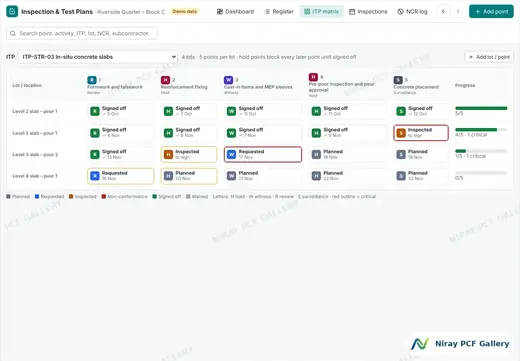 Inspection & Test Plans · Riverside Quarter – Block C Demo data Dashboard Register ITP matrix Inspections NCR log + Add point
Search point, activity, ITP, lot, NCR, subcontractor
ITP ITP-STR-03 In-situ concrete slabs 4 lots · 5 points per lot · hold points block every later point until signed off + Add lot / point
Lot / location R 1 H 2 W 3 H 4 S 5 Progress
Formwork and falsework Reinforcement fixing Cast-in items and MEP sleeves Pre-pour inspection and pour approval Concrete placement
Review Hold Witness Hold Surveillance
Level 2 slab – pour 1 R Signed off H Signed off W Signed off H Signed off S Signed off
✓ 5 Oct ✓ 7 Oct ✓ 11 Oct ✓ 11 Oct ✓ 12 Oct 5/5
Level 3 slab – pour 1 R Signed off H Signed off W Signed off H Signed off S Inspected
✓ 4 Nov ✓ 6 Nov ✓ 7 Nov ✓ 9 Nov to sign 4/5 · 1 critical
Level 3 slab – pour 2 R Signed off H Inspected W Requested H Planned S Planned
✓ 13 Nov to sign 17 Nov 18 Nov 19 Nov 1/5 · 1 critical
Level 4 slab – pour 1 R Requested H Planned W Planned H Planned S Planned
18 Nov 20 Nov 21 Nov 22 Nov 22 Nov 0/5
Planned Requested Inspected Non-conformance Signed off Waived Letters: H hold · W witness · R review · S surveillance · red outline = critical
Niray PCF Gallery